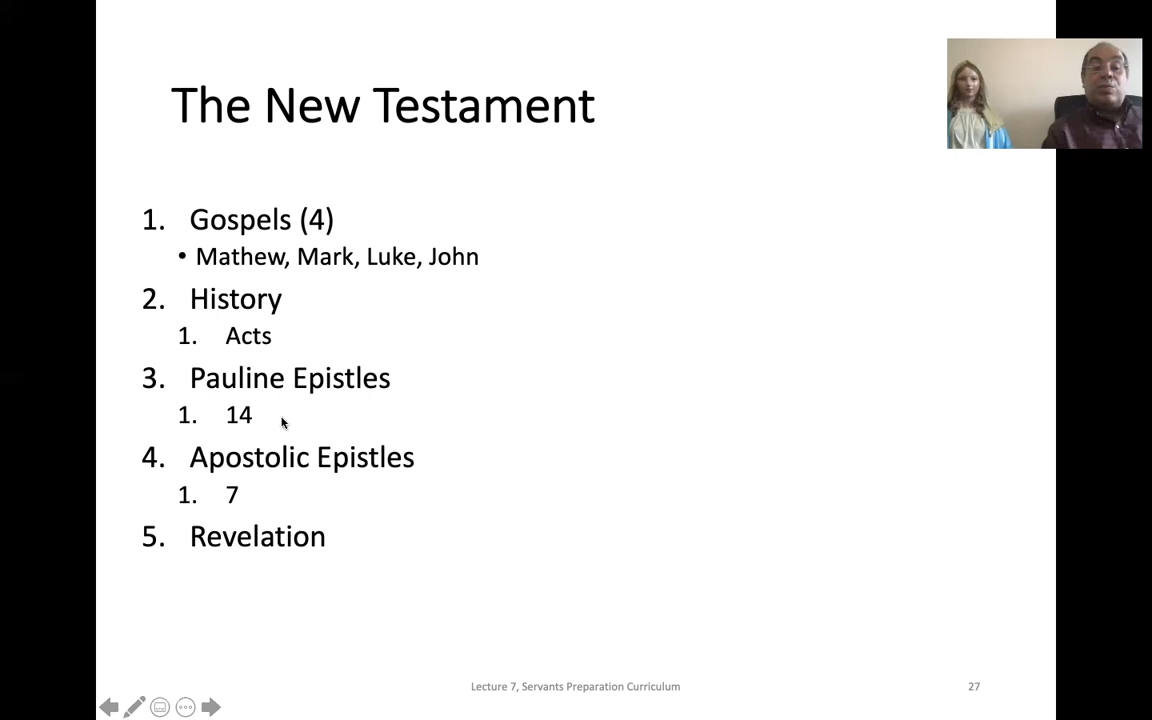 The New Testament
1. Gospels (4)
• Mathew, Mark, Luke, John
2. History
1. Acts
3. Pauline Epistles
1. 14
4. Apostolic Epistles
1. 7
5. Revelation
Lecture 7, Servants Preparation Curriculum
27